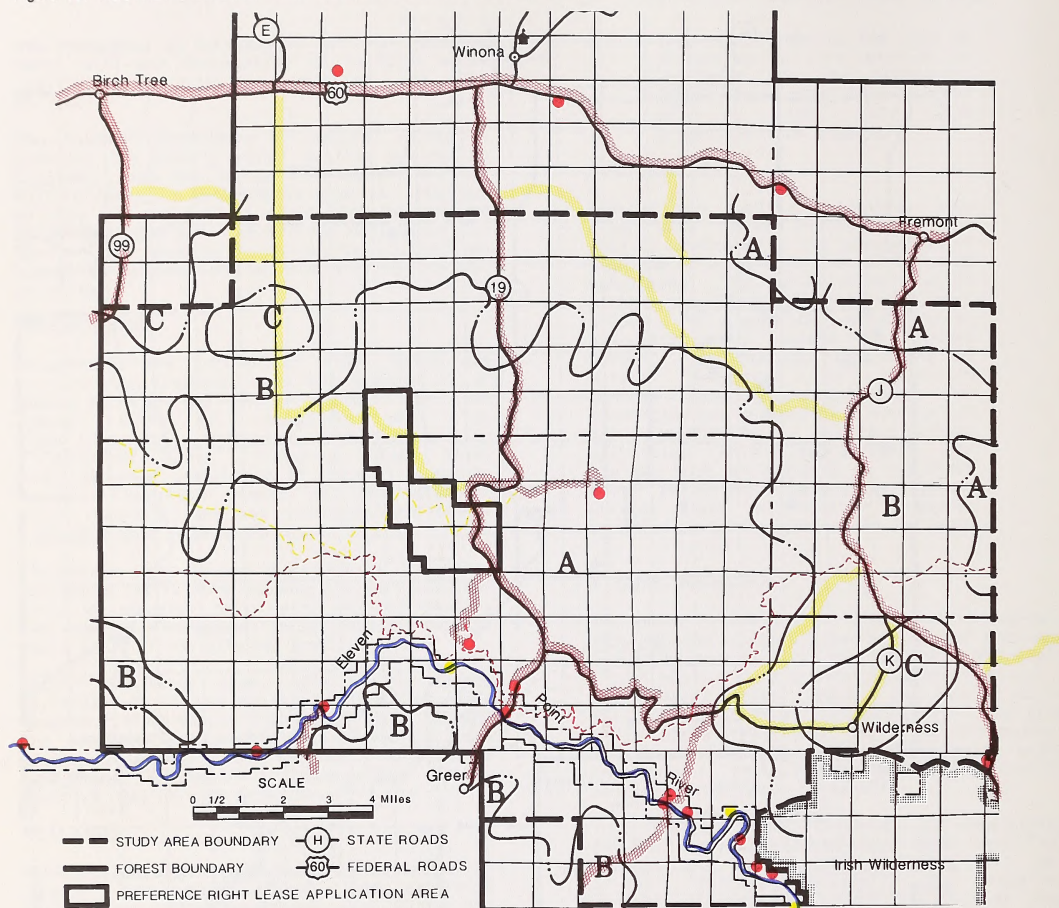 E
Winona
Birch Tree
60
Fremont
A
99
19
C
C
A
B
J
A
B
A
Eleven
K
C
B
Point
B
Wilderness
River
Greer
B
SCALE
0 1/2 1 2 3 4 Miles
B
Irish Wilderness
STUDY AREA BOUNDARY
H STATE ROADS
FOREST BOUNDARY
60 FEDERAL ROADS
PREFERENCE RIGHT LEASE APPLICATION AREA